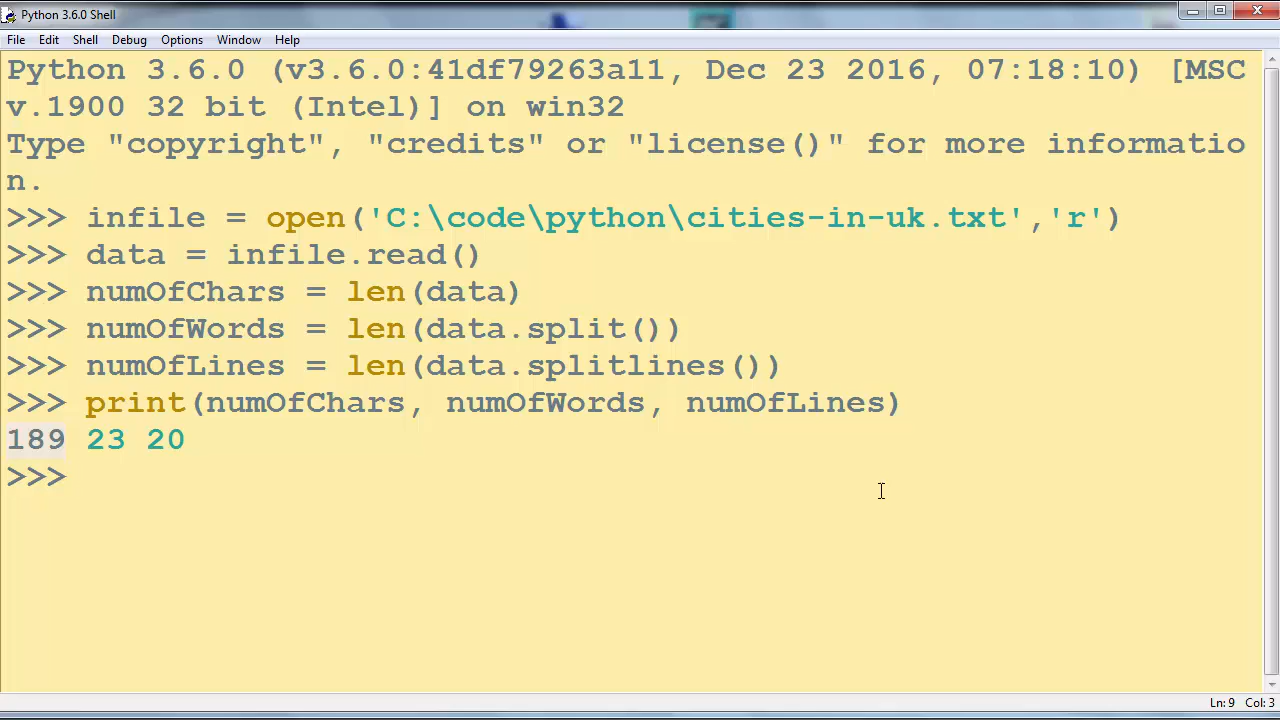 Python 3.6.0 Shell
File Edit Shell Debug Options Window Help
Python 3.6.0 (v3.6.0:41df79263a11, Dec 23 2016, 07:18:10) [MSC
v.1900 32 bit (Intel)] on win32
Type "copyright", "credits" or "license()" for more informatio
n.
>>> infile = open('C:\code\python\cities-in-uk.txt','r')
>>> data = infile.read()
>>> numOfChars = len(data)
>>> numOfWords = len(data.split())
>>> numOfLines = len(data.splitlines())
>>> print(numOfChars, numOfWords, numOfLines)
189 23 20
>>>
Ln: 9 Col: 3